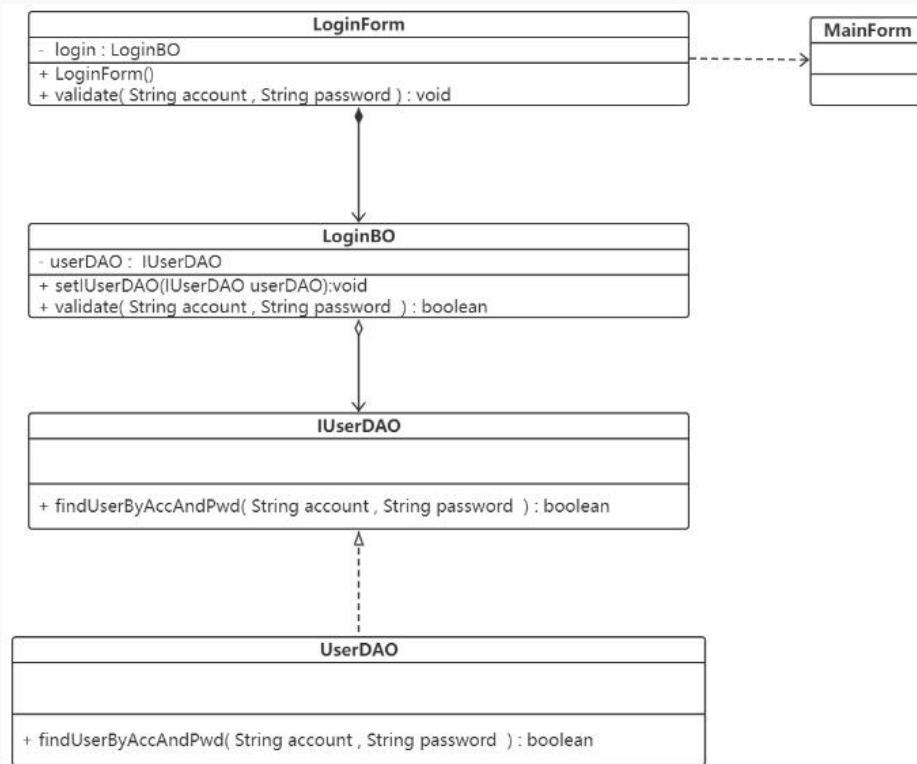 LoginForm
- login : LoginBO
+ LoginForm()
+ validate( String account , String password ) : void
MainForm
LoginBO
- userDAO : IUserDAO
+ setIUserDAO(IUserDAO userDAO):void
+ validate( String account , String password ) : boolean
IUserDAO
+ findUserByAccAndPwd( String account , String password ) : boolean
UserDAO
+ findUserByAccAndPwd( String account , String password ) : boolean